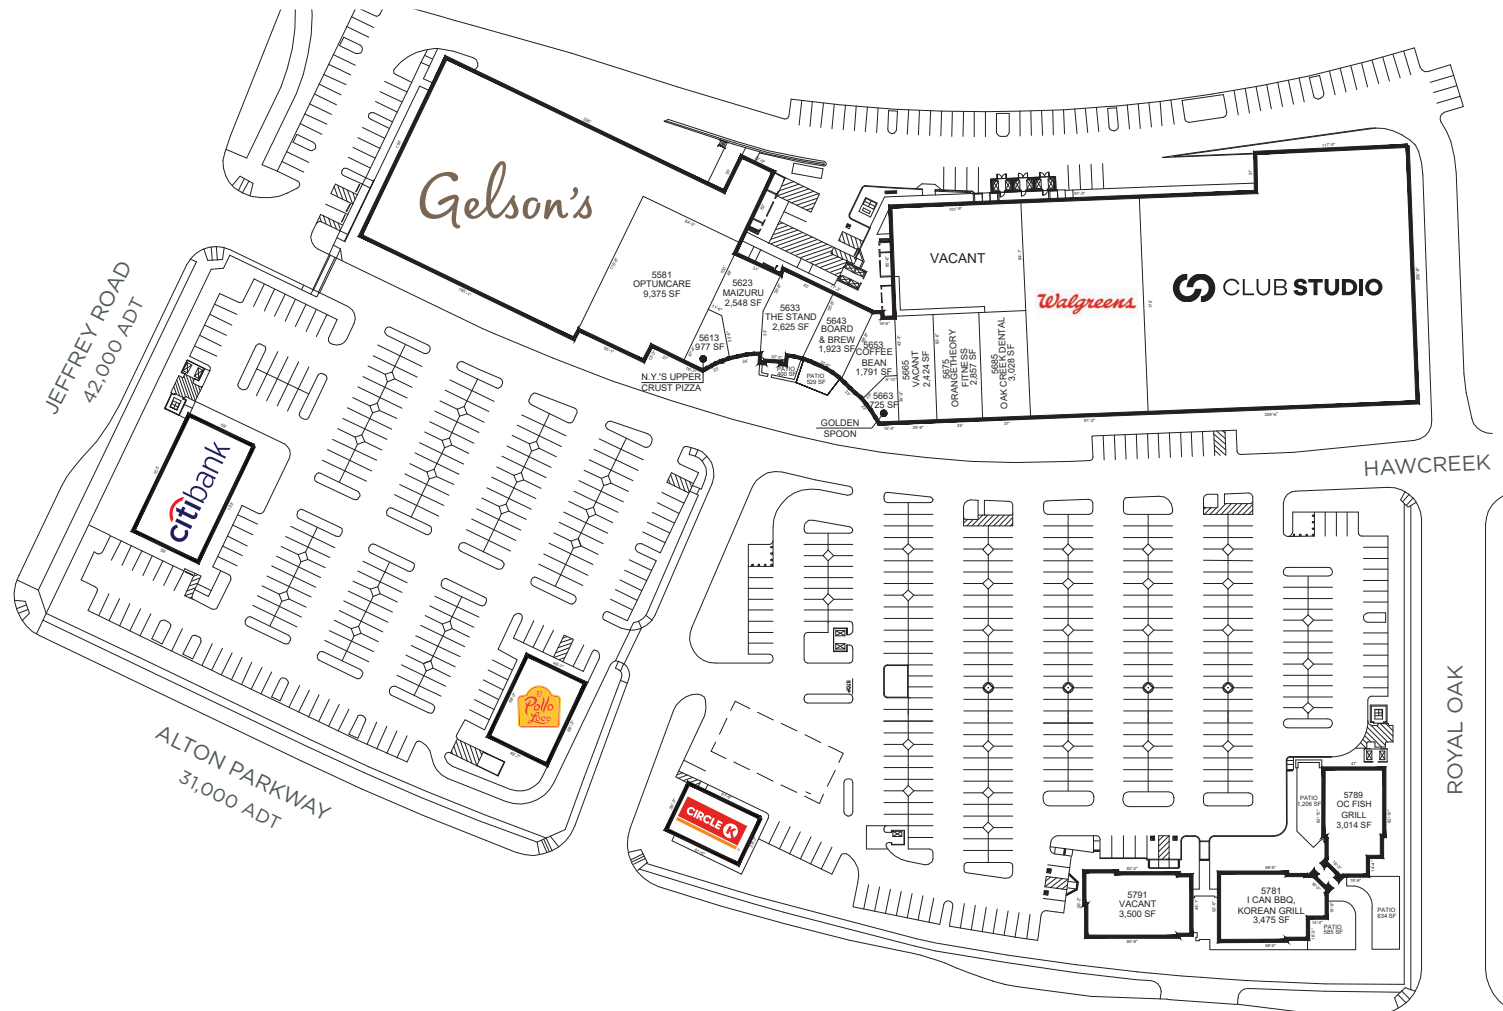 Gelson's
5581
OPTUMCARE
9,375 SF
5623
MAIZURU
2,548 SF
5613
977 SF
N.Y.'S UPPER
CRUST PIZZA
5633
THE STAND
2,625 SF
PATIO
400 SF
PATIO
529 SF
5643
BOARD
& BREW
1,923 SF
5653
COFFEE
BEAN
1,791 SF
5663
725 SF
GOLDEN
SPOON
VACANT
5665
VACANT
2,424 SF
5675
ORANGETHEORY
FITNESS
2,857 SF
5685
OAK CREEK DENTAL
3,028 SF
Walgreens
CLUB STUDIO
HAWCREEK
JEFFREY ROAD
42,000 ADT
citibank
El
Pollo
Loco
ALTON PARKWAY
31,000 ADT
CIRCLE K
STOP
ROYAL OAK
PATIO
1,206 SF
5789
OC FISH
GRILL
3,014 SF
5791
VACANT
3,500 SF
5781
I CAN BBQ,
KOREAN GRILL
3,475 SF
PATIO
585 SF
PATIO
634 SF